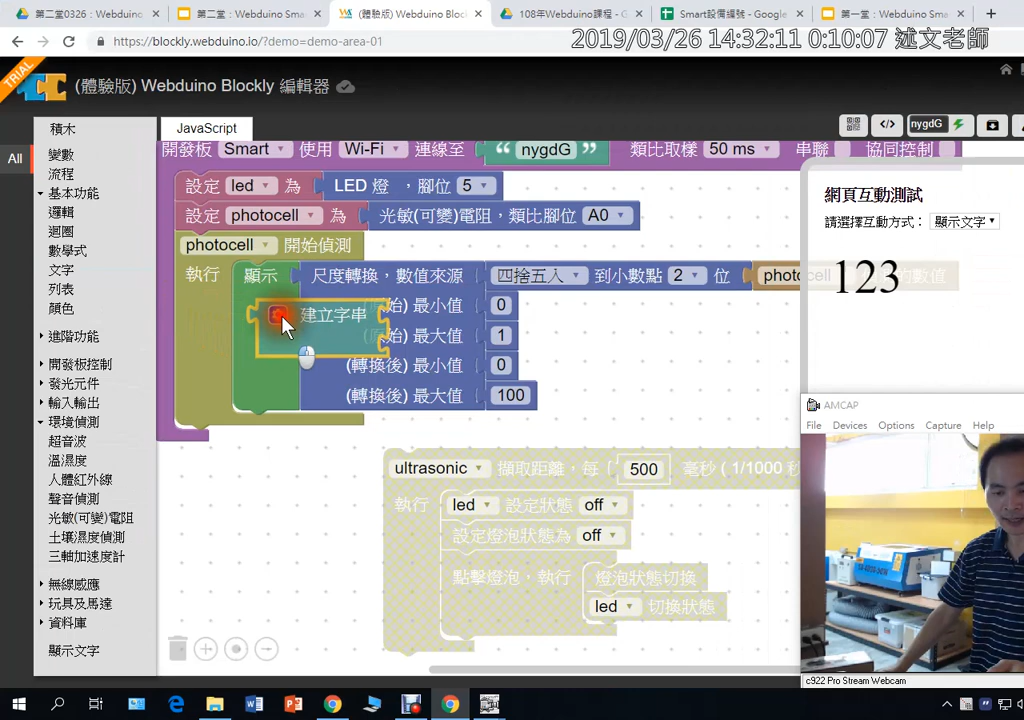 第二堂0326：Webduino
第二堂：Webduino Sma
(體驗版) Webduino Bloc
108年Webduino課程 - G
Smart設備編號 - Google
第一堂：Webduino Sma
https://blockly.webduino.io/?demo=demo-area-01
2019/03/26 14:32:11 0:10:07 述文老師
TRIAL
(體驗版) Webduino Blockly 編輯器
</> nygdG
All
積木
變數
流程
基本功能
邏輯
迴圈
數學式
文字
列表
顏色
進階功能
開發板控制
發光元件
輸入輸出
環境偵測
超音波
溫濕度
人體紅外線
聲音偵測
光敏(可變)電阻
土壤濕度偵測
三軸加速度計
無線感應
玩具及馬達
資料庫
顯示文字
JavaScript
開發板 Smart 使用 Wi-Fi 連線至 “ nygdG ” 類比取樣 50 ms 串聯 協同控制
設定 led 為 LED 燈 ，腳位 5
設定 photocell 為 光敏(可變)電阻，類比腳位 A0
photocell 開始偵測
執行 顯示 尺度轉換，數值來源 四捨五入 到小數點 2 位 photocell 的數值
建立字串
始) 最小值 0
始) 最大值 1
(轉換後) 最小值 0
(轉換後) 最大值 100
ultrasonic 擷取距離，每 500 毫秒 ( 1/1000 秒
執行 led 設定狀態 off
設定燈泡狀態為 off
點擊燈泡，執行 燈泡狀態切換
led 切換狀態
網頁互動測試
請選擇互動方式： 顯示文字
123
AMCAP
File Devices Options Capture Help
c922 Pro Stream Webcam